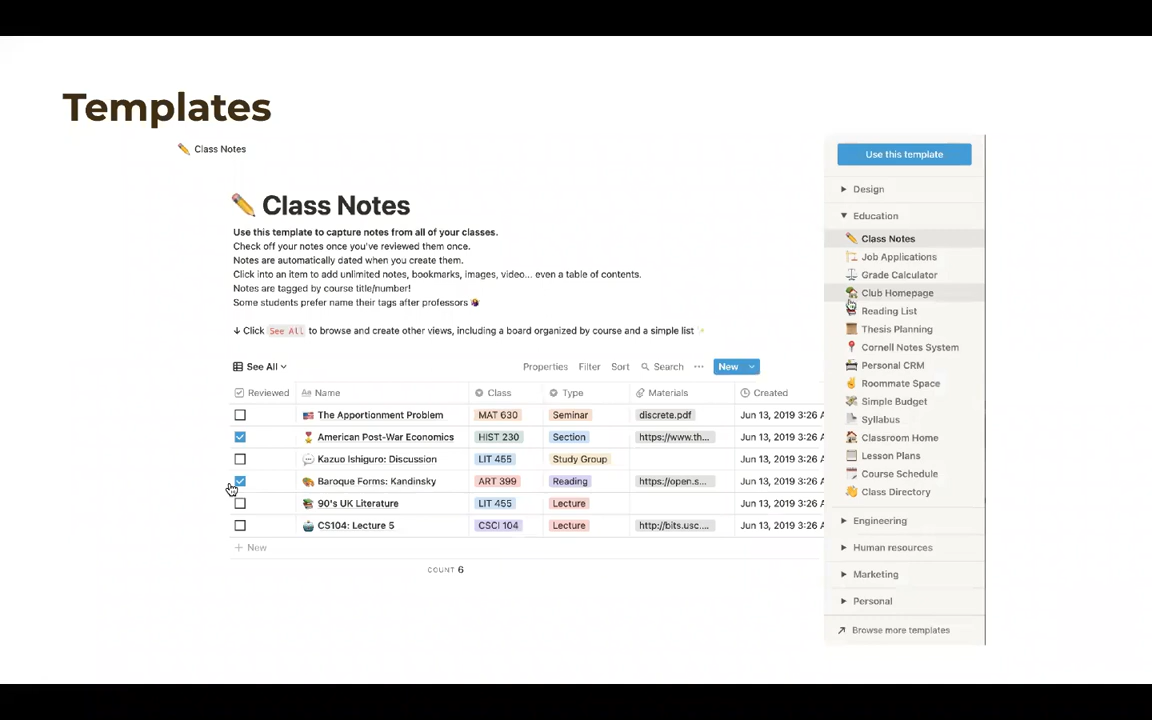 Templates
Class Notes
Class Notes
Use this template to capture notes from all of your classes.
Check off your notes once you've reviewed them once.
Notes are automatically dated when you create them.
Click into an item to add unlimited notes, bookmarks, images, video... even a table of contents.
Notes are tagged by course title/number!
Some students prefer name their tags after professors
↓ Click See All to browse and create other views, including a board organized by course and a simple list
See All Properties Filter Sort Search ... New
Reviewed Aa Name Class Type Materials Created
The Apportionment Problem MAT 630 Seminar discrete.pdf Jun 13, 2019 3:26 A
American Post-War Economics HIST 230 Section https://www.th... Jun 13, 2019 3:26 A
Kazuo Ishiguro: Discussion LIT 455 Study Group Jun 13, 2019 3:26 A
Baroque Forms: Kandinsky ART 399 Reading https://open.s... Jun 13, 2019 3:26 A
90's UK Literature LIT 455 Lecture Jun 13, 2019 3:26 A
CS104: Lecture 5 CSCI 104 Lecture http://bits.usc.... Jun 13, 2019 3:26 A
+ New
COUNT 6
Use this template
Design
Education
Class Notes
Job Applications
Grade Calculator
Club Homepage
Reading List
Thesis Planning
Cornell Notes System
Personal CRM
Roommate Space
Simple Budget
Syllabus
Classroom Home
Lesson Plans
Course Schedule
Class Directory
Engineering
Human resources
Marketing
Personal
Browse more templates